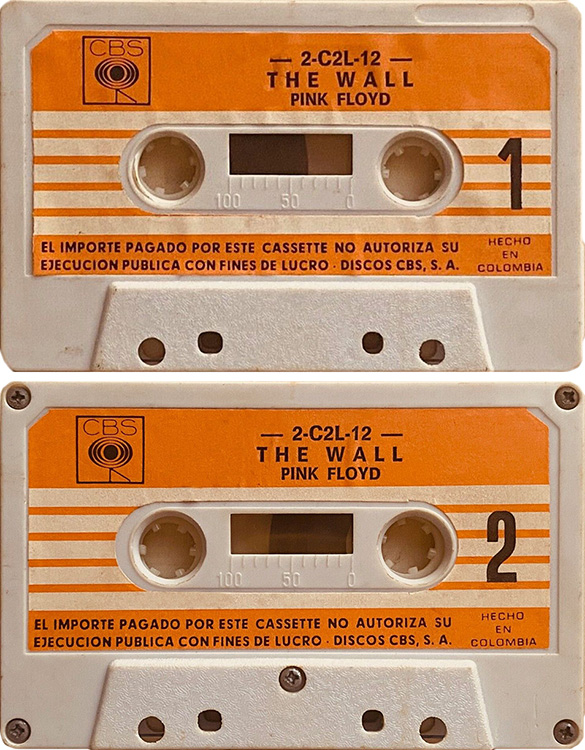 CBS
— 2-C2L-12 —
THE WALL
PINK FLOYD
1
100 50 0
EL IMPORTE PAGADO POR ESTE CASSETTE NO AUTORIZA SU
EJECUCION PUBLICA CON FINES DE LUCRO · DISCOS CBS, S. A.
HECHO
EN
COLOMBIA
CBS
— 2-C2L-12 —
THE WALL
PINK FLOYD
2
100 50 0
EL IMPORTE PAGADO POR ESTE CASSETTE NO AUTORIZA SU
EJECUCION PUBLICA CON FINES DE LUCRO · DISCOS CBS, S. A.
HECHO
EN
COLOMBIA